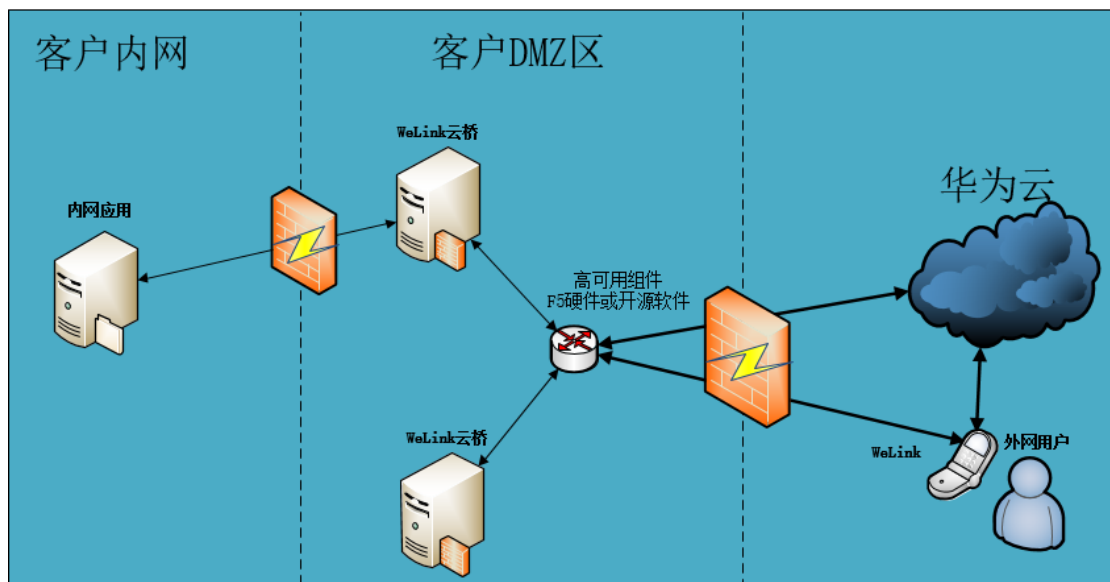 客户内网
客户DMZ区
WeLink云桥
华为云
内网应用
高可用组件
F5硬件或开源软件
WeLink云桥
WeLink
外网用户